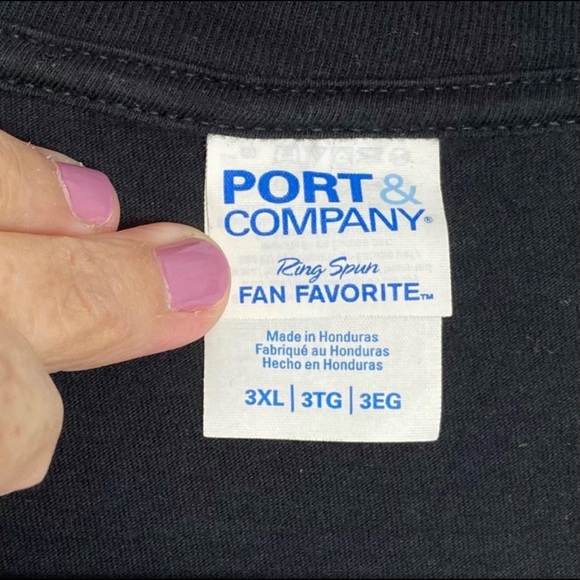 PORT &
COMPANY®
Ring Spun
FAN FAVORITE™
Made in Honduras
Fabriqué au Honduras
Hecho en Honduras
3XL | 3TG | 3EG